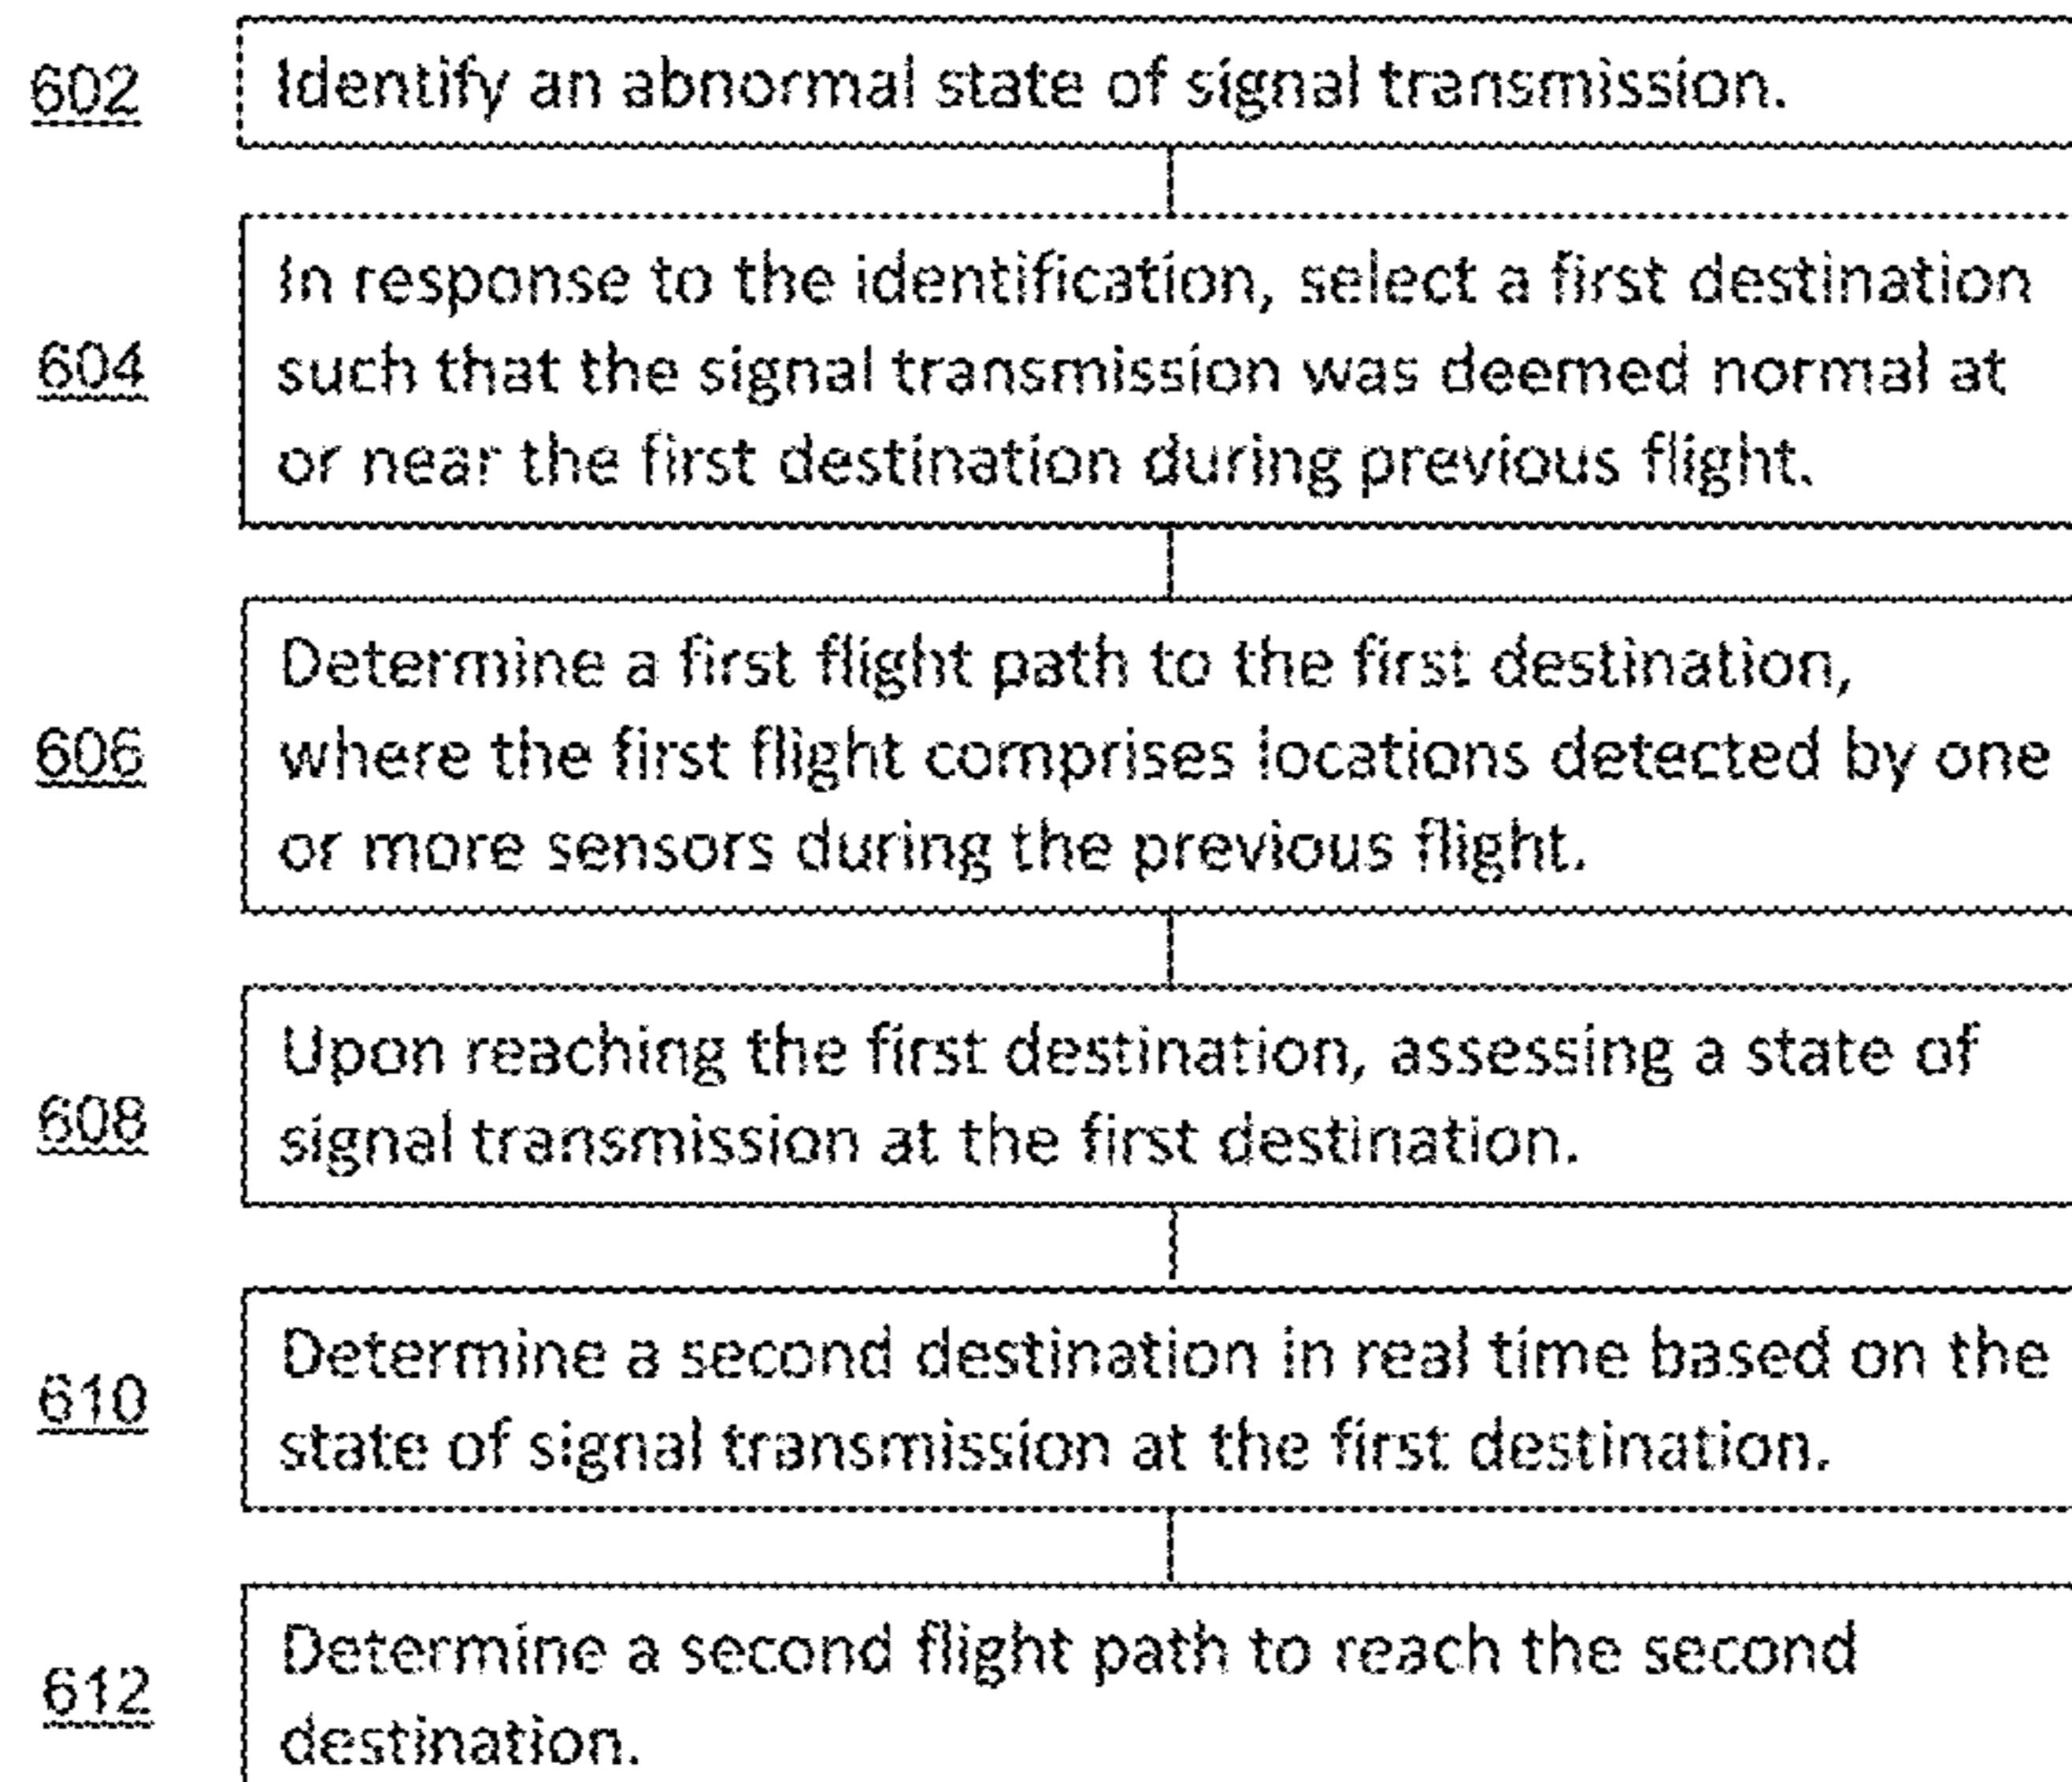 602
Identify an abnormal state of signal transmission.
604
In response to the identification, select a first destination
such that the signal transmission was deemed normal at
or near the first destination during previous flight.
606
Determine a first flight path to the first destination,
where the first flight comprises locations detected by one
or more sensors during the previous flight.
608
Upon reaching the first destination, assessing a state of
signal transmission at the first destination.
610
Determine a second destination in real time based on the
state of signal transmission at the first destination.
612
Determine a second flight path to reach the second
destination.